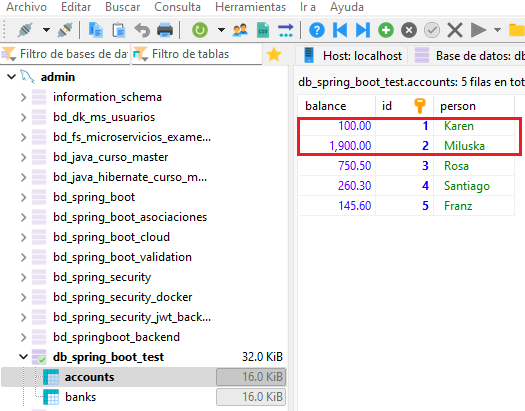 Archivo Editar Buscar Consulta Herramientas Ir a Ayuda
Filtro de bases de da Filtro de tablas Host: localhost Base de datos: db
admin
information_schema
bd_dk_ms_usuarios
bd_fs_microservicios_exame...
bd_java_curso_master
bd_java_hibernate_curso_m...
bd_spring_boot
bd_spring_boot_asociaciones
bd_spring_boot_cloud
bd_spring_boot_validation
bd_spring_security
bd_spring_security_docker
bd_spring_security_jwt_back...
bd_springboot_backend
db_spring_boot_test 32.0 KiB
accounts 16.0 KiB
banks 16.0 KiB
db_spring_boot_test.accounts: 5 filas en tot
balance id person
100.00 1 Karen
1,900.00 2 Miluska
750.50 3 Rosa
260.30 4 Santiago
145.60 5 Franz